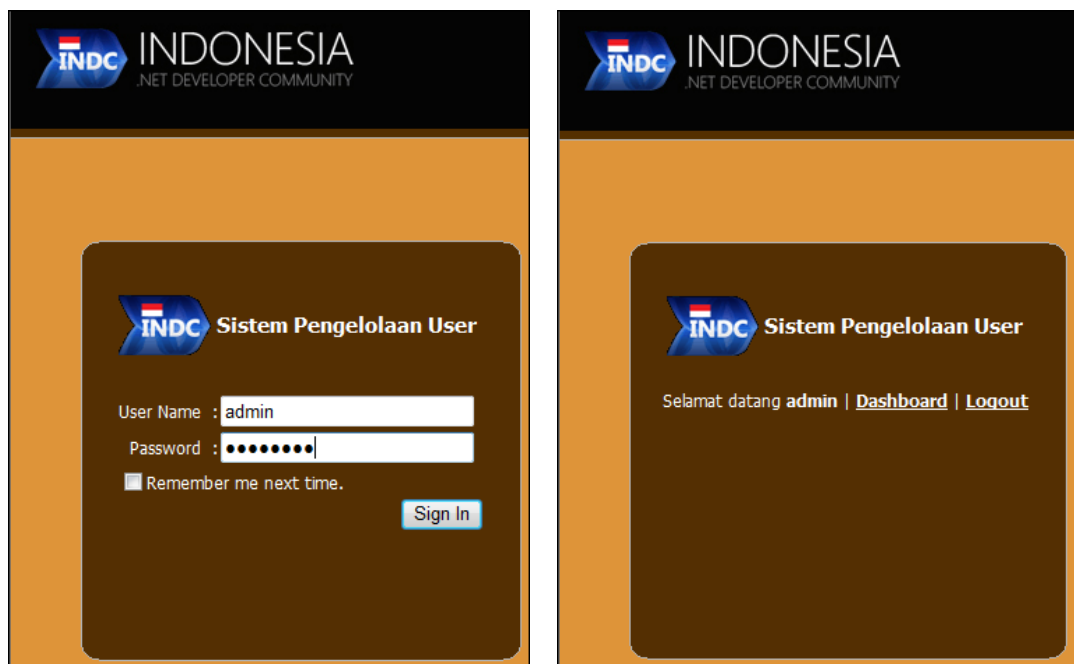 INDC INDONESIA
.NET DEVELOPER COMMUNITY
INDC Sistem Pengelolaan User
User Name : admin
Password : ●●●●●●●●
Remember me next time.
Sign In
INDC INDONESIA
.NET DEVELOPER COMMUNITY
INDC Sistem Pengelolaan User
Selamat datang admin | Dashboard | Logout